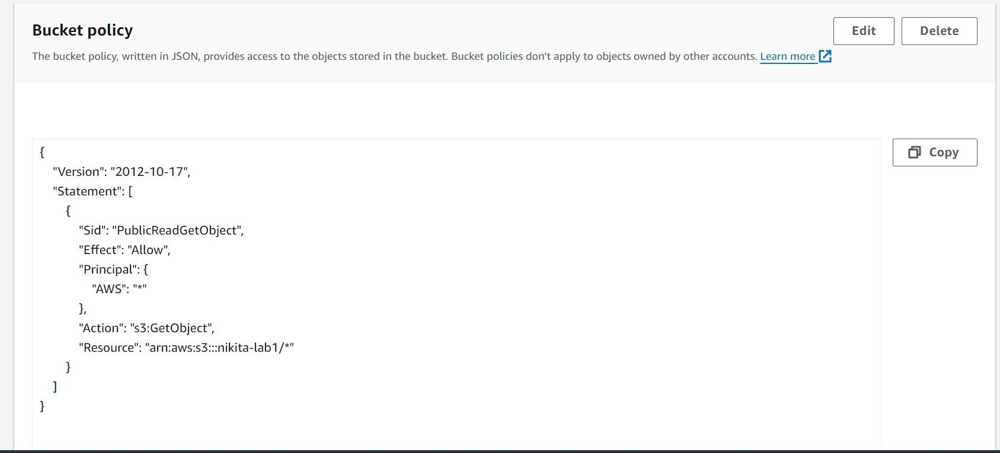 Bucket policy
Edit
Delete
The bucket policy, written in JSON, provides access to the objects stored in the bucket. Bucket policies don't apply to objects owned by other accounts. Learn more
Copy
{
"Version": "2012-10-17",
"Statement": [
{
"Sid": "PublicReadGetObject",
"Effect": "Allow",
"Principal": {
"AWS": "*"
},
"Action": "s3:GetObject",
"Resource": "arn:aws:s3:::nikita-lab1/*"
}
]
}